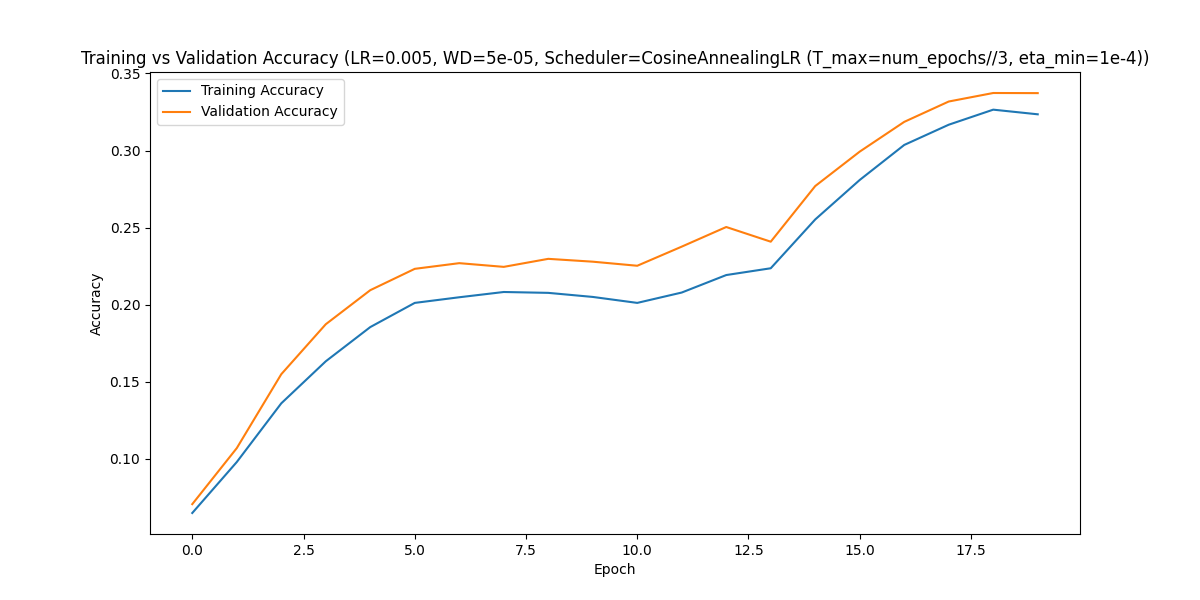 Training vs Validation Accuracy (LR=0.005, WD=5e-05, Scheduler=CosineAnnealingLR (T_max=num_epochs//3, eta_min=1e-4))
Training Accuracy
Validation Accuracy
0.35
0.30
0.25
0.20
0.15
0.10
Accuracy
0.0 2.5 5.0 7.5 10.0 12.5 15.0 17.5
Epoch